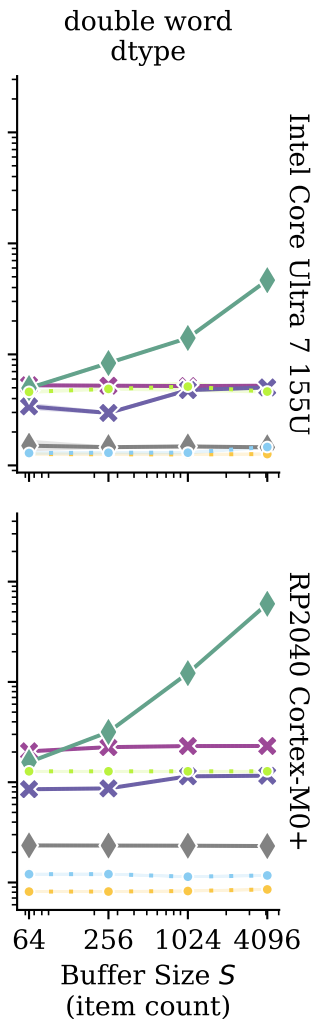 double word
dtype
Intel Core Ultra 7 155U
RP2040 Cortex-M0+
64 256 1024 4096
Buffer Size S
(item count)